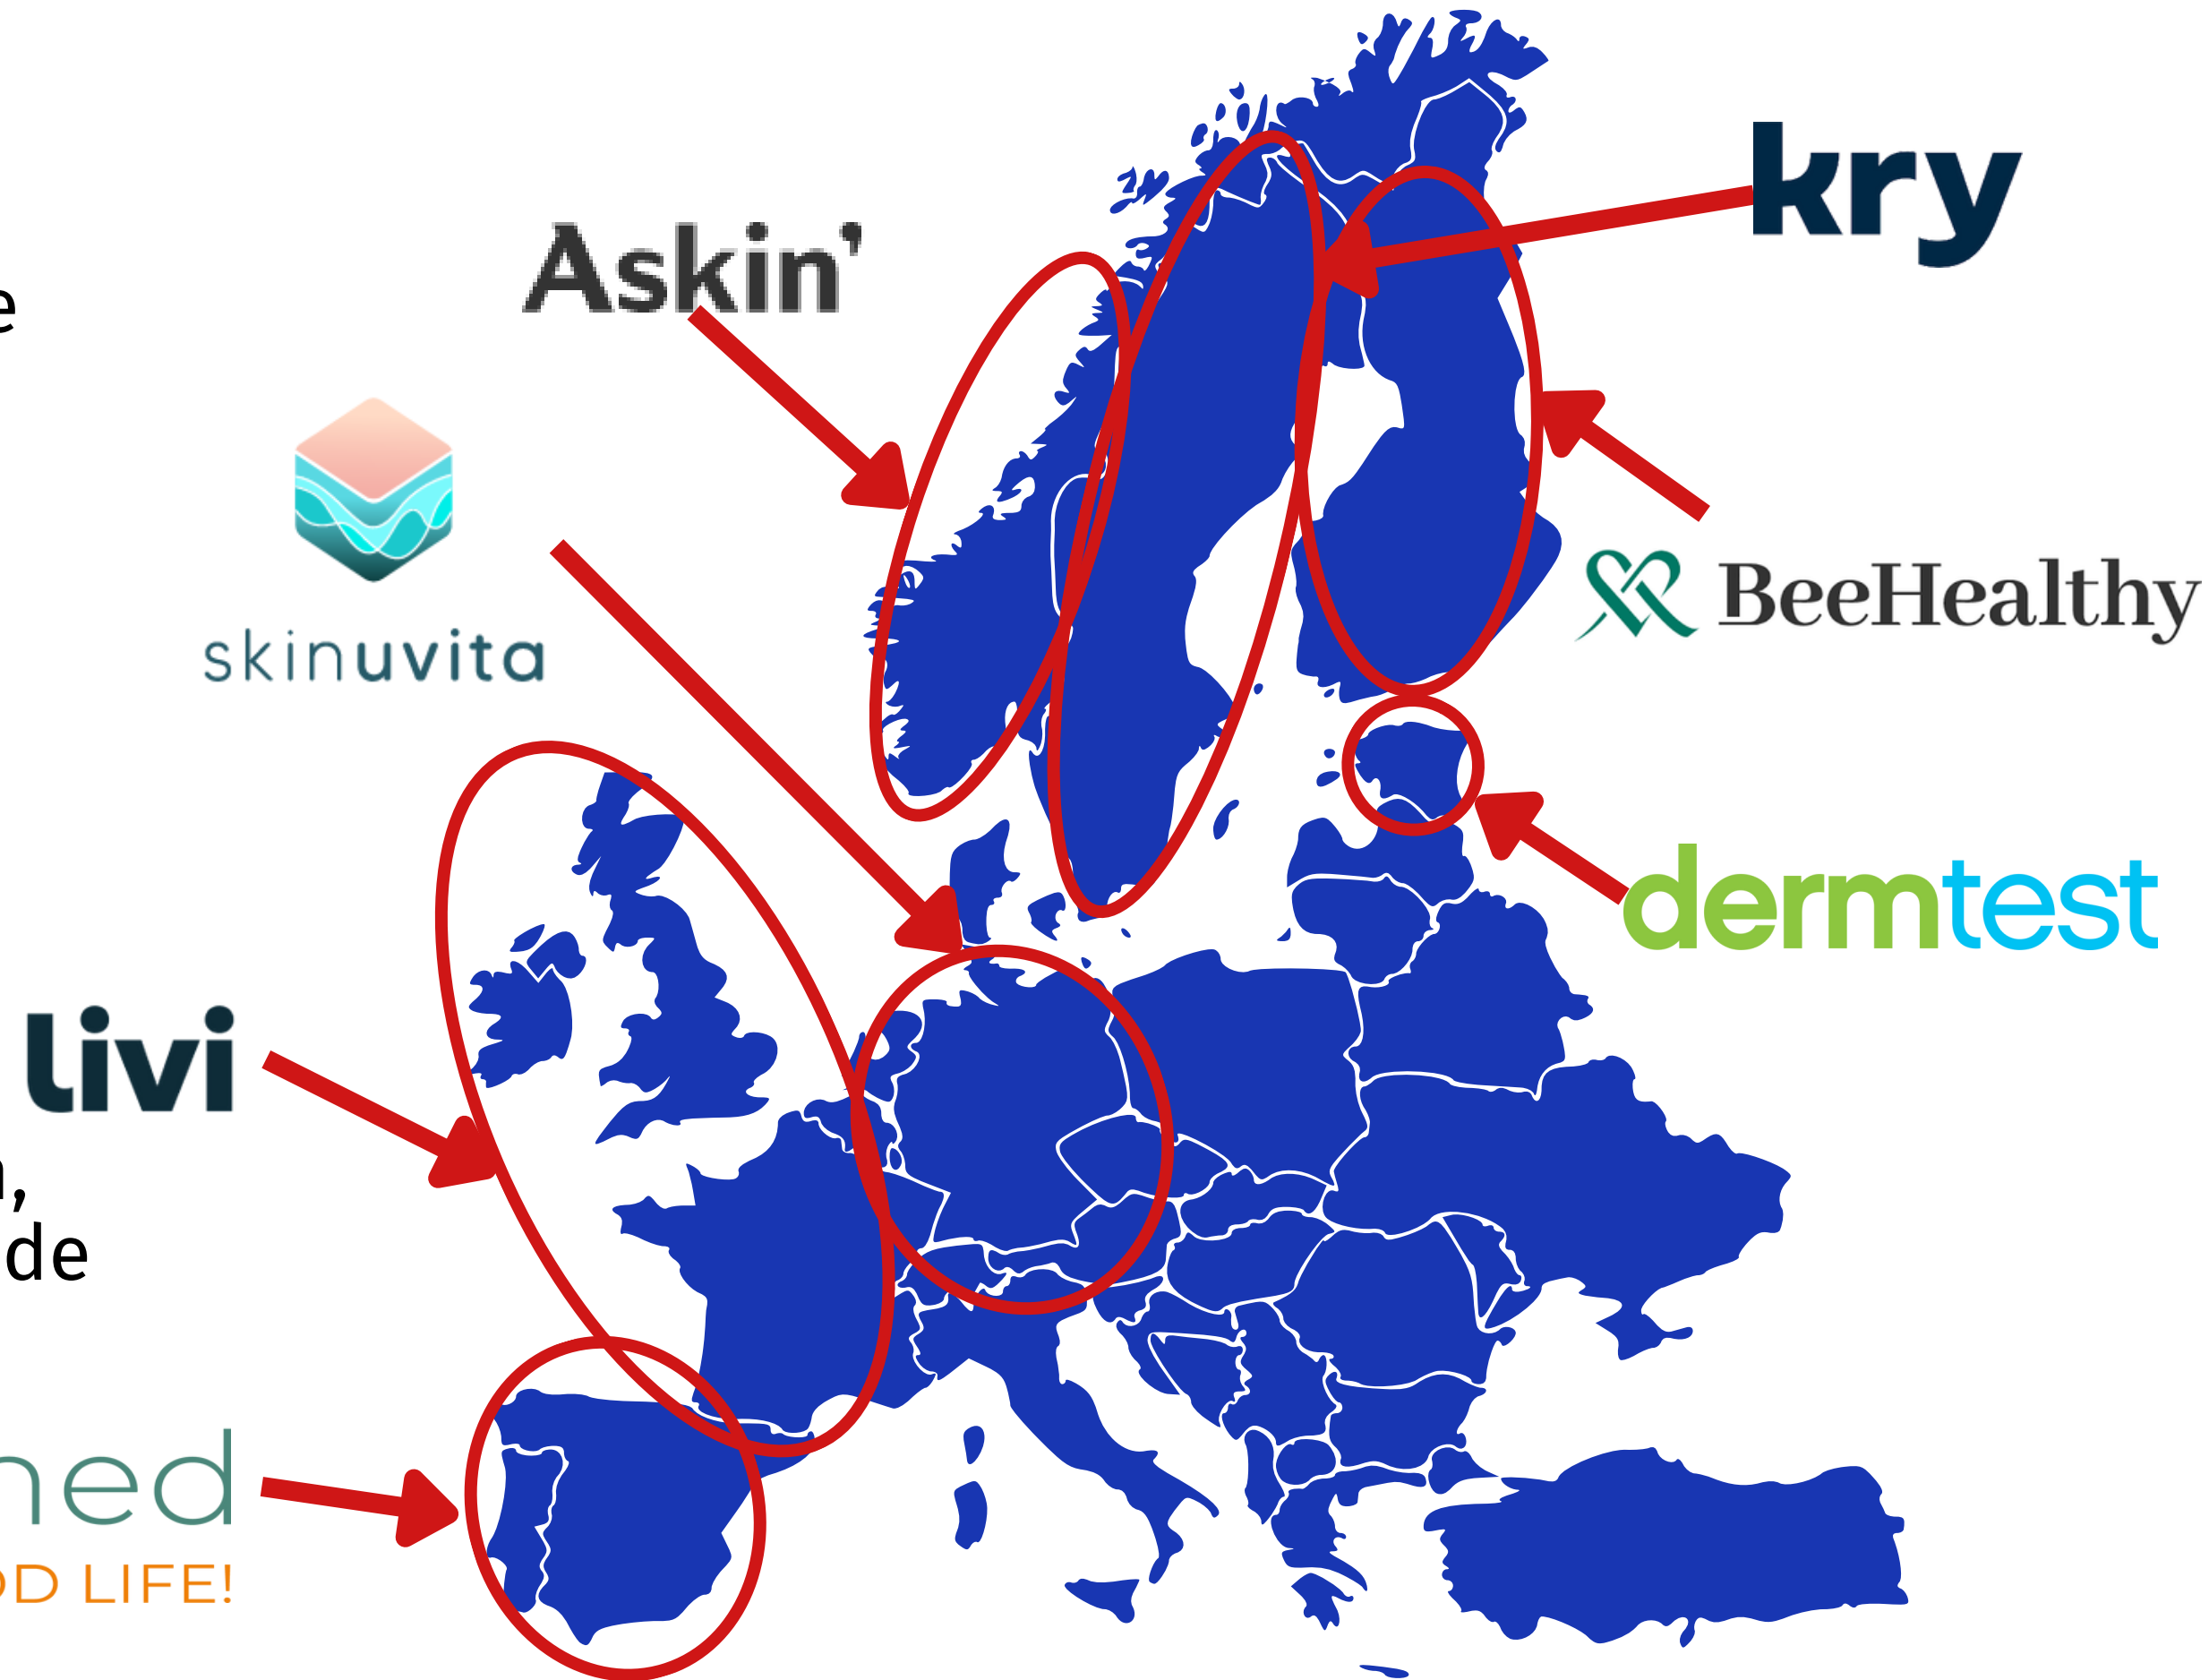 e
kry
Askin'
BeeHealthy
skinuvita
dermtest
livi
,
de
ned
D LIFE!